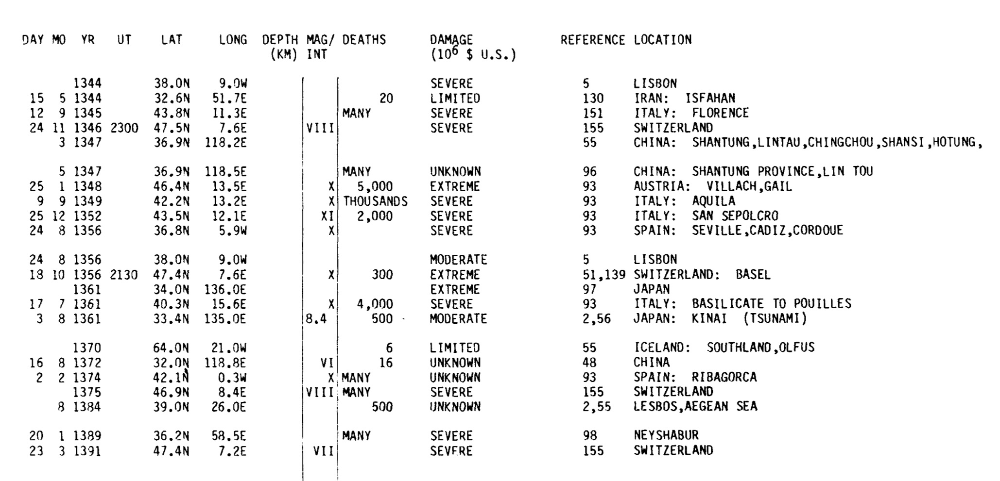 DAY MO YR UT LAT LONG DEPTH MAG/ DEATHS DAMAGE REFERENCE LOCATION
(KM) INT (10⁶ $ U.S.)
1344 38.0N 9.0W SEVERE 5 LISBON
15 5 1344 32.6N 51.7E 20 LIMITED 130 IRAN: ISFAHAN
12 9 1345 43.8N 11.3E MANY SEVERE 151 ITALY: FLORENCE
24 11 1346 2300 47.5N 7.6E VIII SEVERE 155 SWITZERLAND
3 1347 36.9N 118.2E 55 CHINA: SHANTUNG,LINTAU,CHINGCHOU,SHANSI,HOTUNG,
5 1347 36.9N 118.5E MANY UNKNOWN 96 CHINA: SHANTUNG PROVINCE,LIN TOU
25 1 1348 46.4N 13.5E X 5,000 EXTREME 93 AUSTRIA: VILLACH,GAIL
9 9 1349 42.2N 13.2E X THOUSANDS SEVERE 93 ITALY: AQUILA
25 12 1352 43.5N 12.1E XI 2,000 SEVERE 93 ITALY: SAN SEPOLCRO
24 8 1356 36.8N 5.9W X SEVERE 93 SPAIN: SEVILLE,CADIZ,CORDOUE
24 8 1356 38.0N 9.0W MODERATE 5 LISBON
18 10 1356 2130 47.4N 7.6E X 300 EXTREME 51,139 SWITZERLAND: BASEL
1361 34.0N 136.0E EXTREME 97 JAPAN
17 7 1361 40.3N 15.6E X 4,000 SEVERE 93 ITALY: BASILICATE TO POUILLES
3 8 1361 33.4N 135.0E 8.4 500 MODERATE 2,56 JAPAN: KINAI (TSUNAMI)
1370 64.0N 21.0W 6 LIMITED 55 ICELAND: SOUTHLAND,OLFUS
16 8 1372 32.0N 118.8E VI 16 UNKNOWN 48 CHINA
2 2 1374 42.1N 0.3W X MANY UNKNOWN 93 SPAIN: RIBAGORCA
1375 46.9N 8.4E VIII MANY SEVERE 155 SWITZERLAND
8 1384 39.0N 26.0E 500 UNKNOWN 2,55 LESBOS,AEGEAN SEA
20 1 1389 36.2N 58.5E MANY SEVERE 98 NEYSHABUR
23 3 1391 47.4N 7.2E VII SEVERE 155 SWITZERLAND